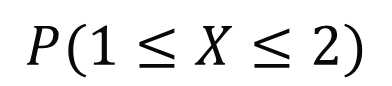 P(1 ≤ X ≤ 2)